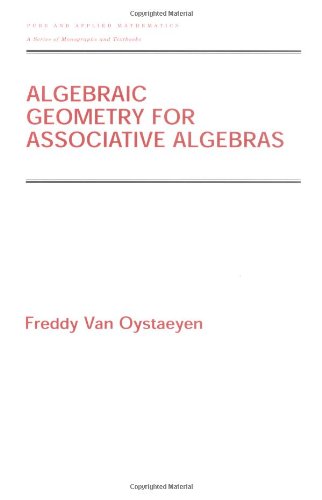 Copyrighted Material
PURE AND APPLIED MATHEMATICS
A Series of Monographs and Textbooks
ALGEBRAIC
GEOMETRY FOR
ASSOCIATIVE ALGEBRAS
Freddy Van Oystaeyen
Copyrighted Material